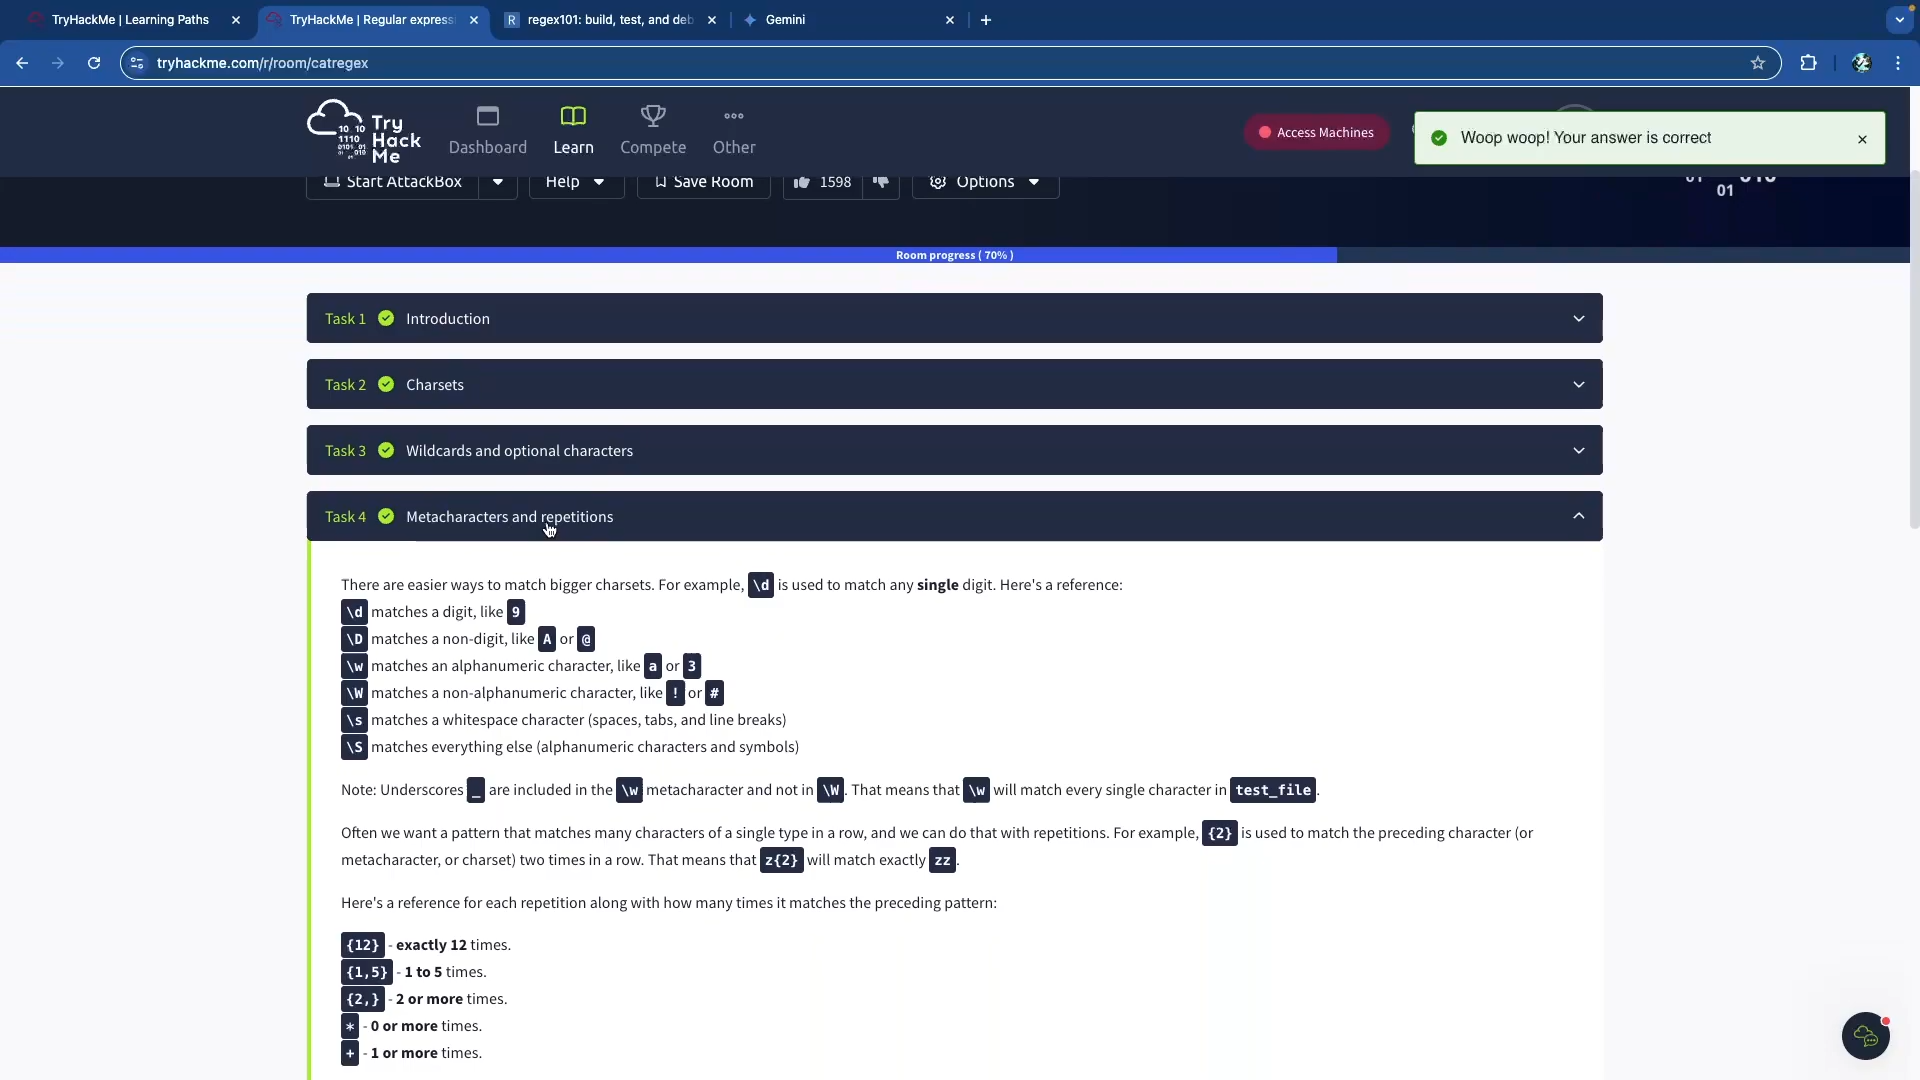 TryHackMe | Learning Paths
TryHackMe | Regular expressi
R regex101: build, test, and deb
Gemini
tryhackme.com/r/room/catregex
Try
Hack
Me
Dashboard
Learn
Compete
Other
Access Machines
Woop woop! Your answer is correct
Start AttackBox
Help
Save Room
1598
Options
01
Room progress ( 70% )
Task 1 Introduction
Task 2 Charsets
Task 3 Wildcards and optional characters
Task 4 Metacharacters and repetitions
There are easier ways to match bigger charsets. For example, \d is used to match any single digit. Here's a reference:
\d matches a digit, like 9
\D matches a non-digit, like A or @
\w matches an alphanumeric character, like a or 3
\W matches a non-alphanumeric character, like ! or #
\s matches a whitespace character (spaces, tabs, and line breaks)
\S matches everything else (alphanumeric characters and symbols)
Note: Underscores _ are included in the \w metacharacter and not in \W. That means that \w will match every single character in test_file.
Often we want a pattern that matches many characters of a single type in a row, and we can do that with repetitions. For example, {2} is used to match the preceding character (or
metacharacter, or charset) two times in a row. That means that z{2} will match exactly zz.
Here's a reference for each repetition along with how many times it matches the preceding pattern:
{12} - exactly 12 times.
{1,5} - 1 to 5 times.
{2,} - 2 or more times.
* - 0 or more times.
+ - 1 or more times.